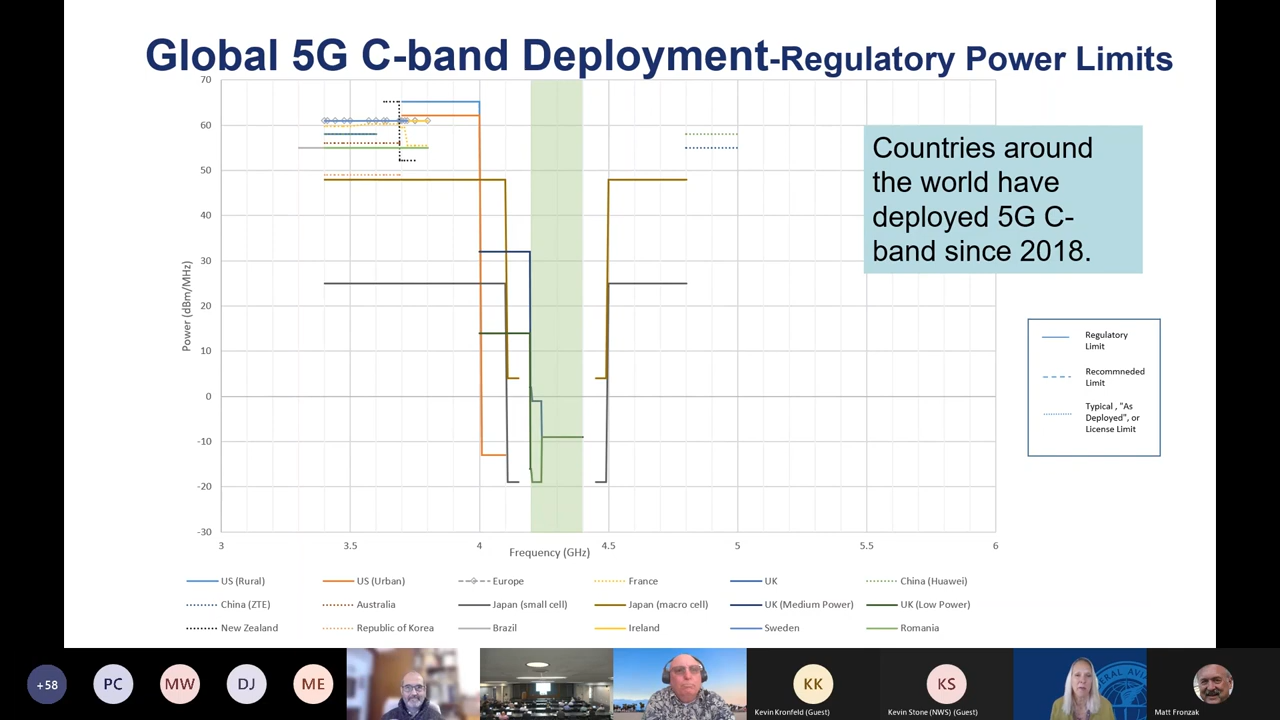 Global 5G C-band Deployment-Regulatory Power Limits
70
60
50
40
30
20
10
0
-10
-20
-30
Power (dBm/MHz)
3
3.5
4
4.5
5
5.5
6
Frequency (GHz)
Countries around
the world have
deployed 5G C-
band since 2018.
Regulatory
Limit
Recommneded
Limit
Typical , "As
Deployed", or
License Limit
US (Rural)
US (Urban)
Europe
France
UK
China (Huawei)
China (ZTE)
Australia
Japan (small cell)
Japan (macro cell)
UK (Medium Power)
UK (Low Power)
New Zealand
Republic of Korea
Brazil
Ireland
Sweden
Romania
+58
PC
MW
DJ
ME
KK
Kevin Kronfeld (Guest)
KS
Kevin Stone (NWS) (Guest)
Matt Fronzak